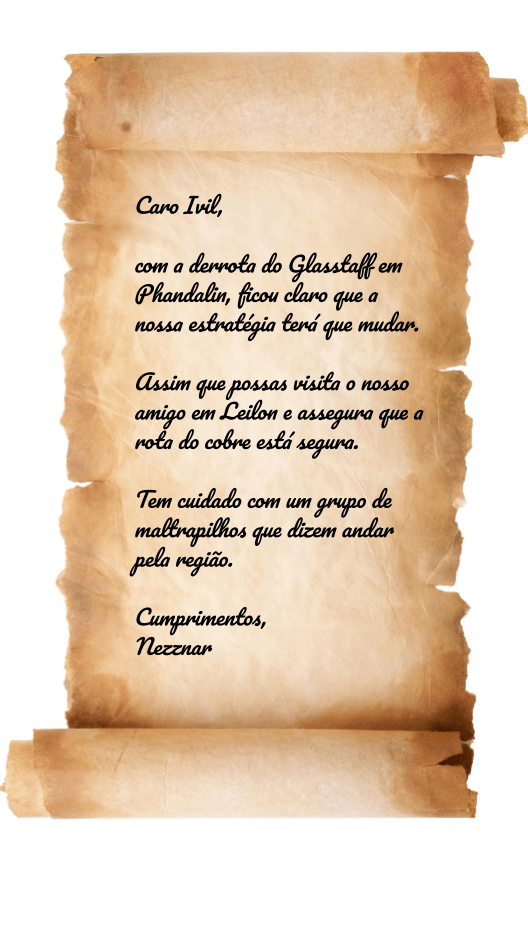 Caro Ivil,
com a derrota do Glasstaff em
Phandalin, ficou claro que a
nossa estratégia terá que mudar.
Assim que possas visita o nosso
amigo em Leilon e assegura que a
rota do cobre está segura.
Tem cuidado com um grupo de
maltrapilhos que dizem andar
pela região.
Cumprimentos,
Nezznar